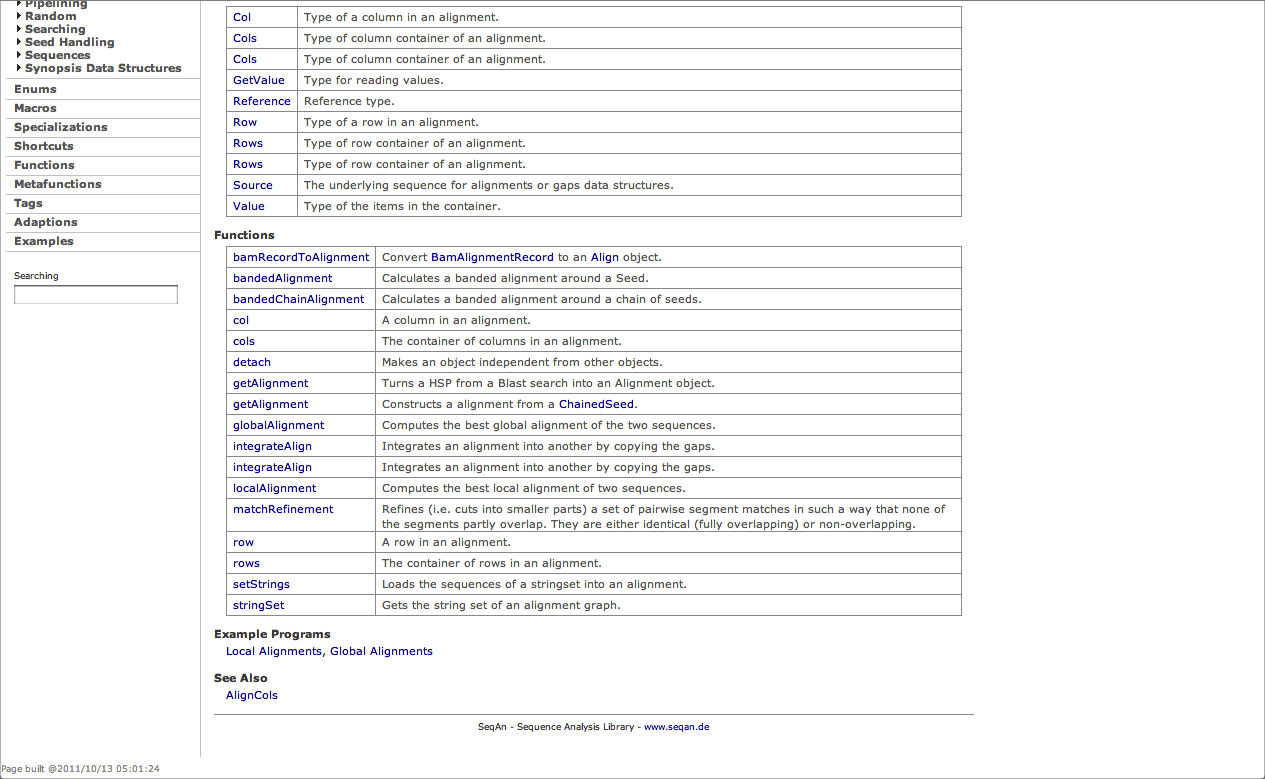 Pipelining
Random
Searching
Seed Handling
Sequences
Synopsis Data Structures
Enums
Macros
Specializations
Shortcuts
Functions
Metafunctions
Tags
Adaptions
Examples
Searching
Col Type of a column in an alignment.
Cols Type of column container of an alignment.
Cols Type of column container of an alignment.
GetValue Type for reading values.
Reference Reference type.
Row Type of a row in an alignment.
Rows Type of row container of an alignment.
Rows Type of row container of an alignment.
Source The underlying sequence for alignments or gaps data structures.
Value Type of the items in the container.
Functions
bamRecordToAlignment Convert BamAlignmentRecord to an Align object.
bandedAlignment Calculates a banded alignment around a Seed.
bandedChainAlignment Calculates a banded alignment around a chain of seeds.
col A column in an alignment.
cols The container of columns in an alignment.
detach Makes an object independent from other objects.
getAlignment Turns a HSP from a Blast search into an Alignment object.
getAlignment Constructs a alignment from a ChainedSeed.
globalAlignment Computes the best global alignment of the two sequences.
integrateAlign Integrates an alignment into another by copying the gaps.
integrateAlign Integrates an alignment into another by copying the gaps.
localAlignment Computes the best local alignment of two sequences.
matchRefinement Refines (i.e. cuts into smaller parts) a set of pairwise segment matches in such a way that none of
the segments partly overlap. They are either identical (fully overlapping) or non-overlapping.
row A row in an alignment.
rows The container of rows in an alignment.
setStrings Loads the sequences of a stringset into an alignment.
stringSet Gets the string set of an alignment graph.
Example Programs
Local Alignments, Global Alignments
See Also
AlignCols
SeqAn - Sequence Analysis Library - www.seqan.de
Page built @2011/10/13 05:01:24